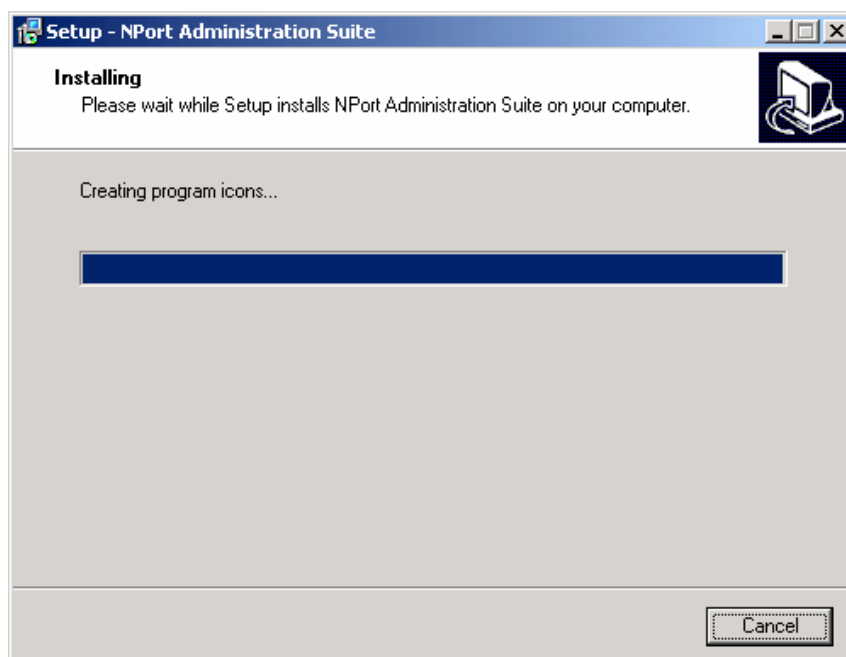 Setup - NPort Administration Suite
Installing
Please wait while Setup installs NPort Administration Suite on your computer.
Creating program icons...
Cancel